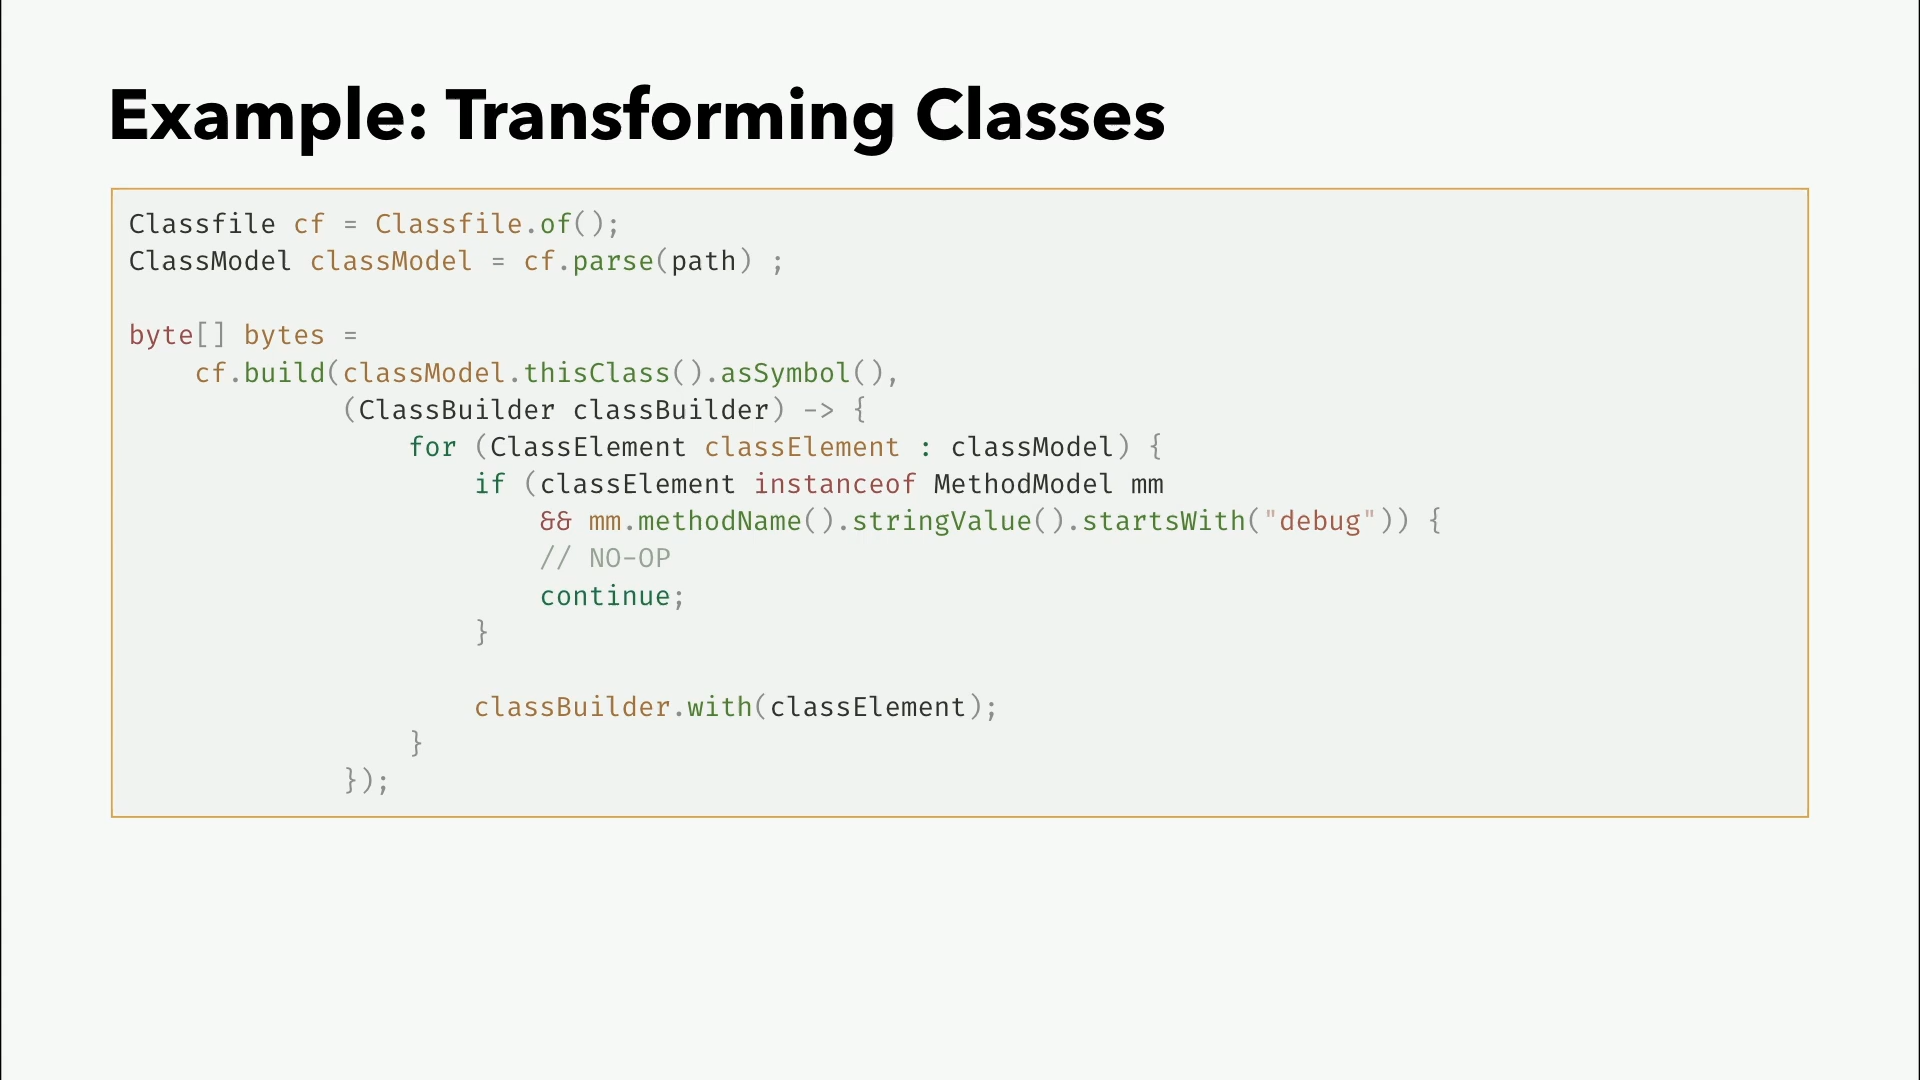 Example: Transforming Classes
Classfile cf = Classfile.of();
ClassModel classModel = cf.parse(path) ;
byte[] bytes =
    cf.build(classModel.thisClass().asSymbol(),
             (ClassBuilder classBuilder) -> {
                 for (ClassElement classElement : classModel) {
                     if (classElement instanceof MethodModel mm
                         && mm.methodName().stringValue().startsWith("debug")) {
                         // NO-OP
                         continue;
                     }
                     classBuilder.with(classElement);
                 }
             });